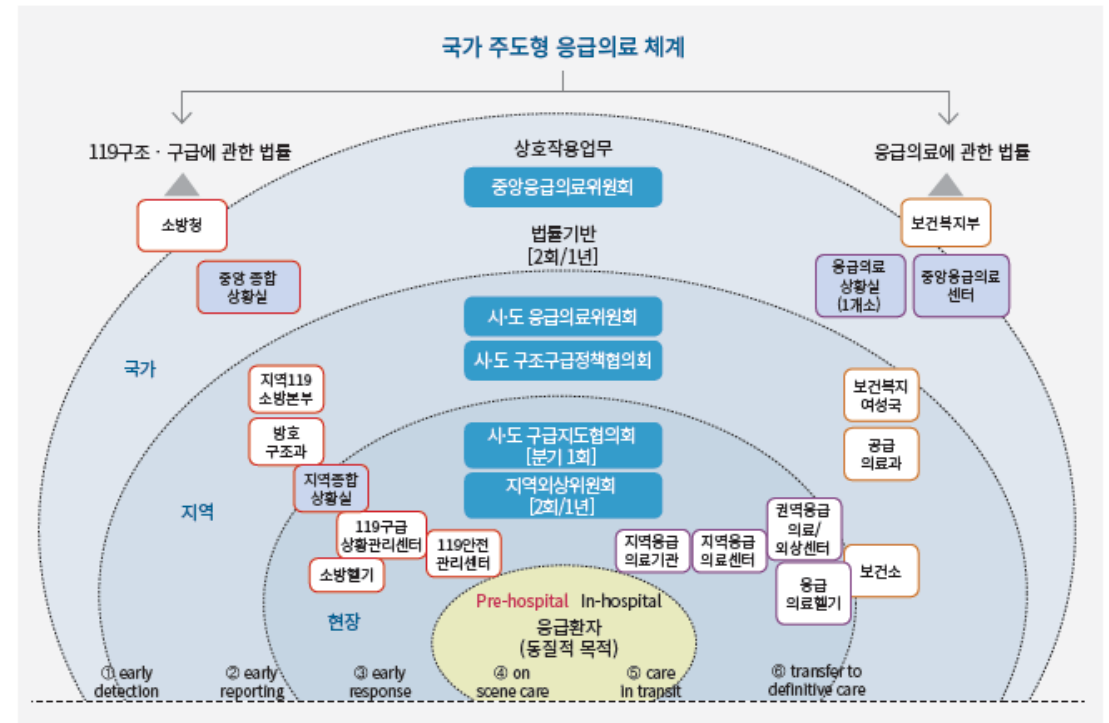 국가 주도형 응급의료 체계
119구조 · 구급에 관한 법률
상호작용업무
응급의료에 관한 법률
중앙응급의료위원회
소방청
보건복지부
법률기반
[2회/1년]
중앙 종합
상황실
응급의료
상황실
(1개소)
중앙응급의료
센터
시·도 응급의료위원회
시·도 구조구급정책협의회
국가
지역119
소방본부
보건복지
여성국
방호
구조과
시·도 구급지도협의회
[분기 1회]
공급
의료과
지역종합
상황실
지역외상위원회
[2회/1년]
지역
119구급
상황관리센터
119안전
관리센터
지역응급
의료기관
지역응급
의료센터
권역응급
의료/
외상센터
소방헬기
보건소
응급
의료헬기
현장
Pre-hospital In-hospital
응급환자
(동질적 목적)
① early
detection
② early
reporting
③ early
response
④ on
scene care
⑤ care
in transit
⑥ transfer to
definitive care